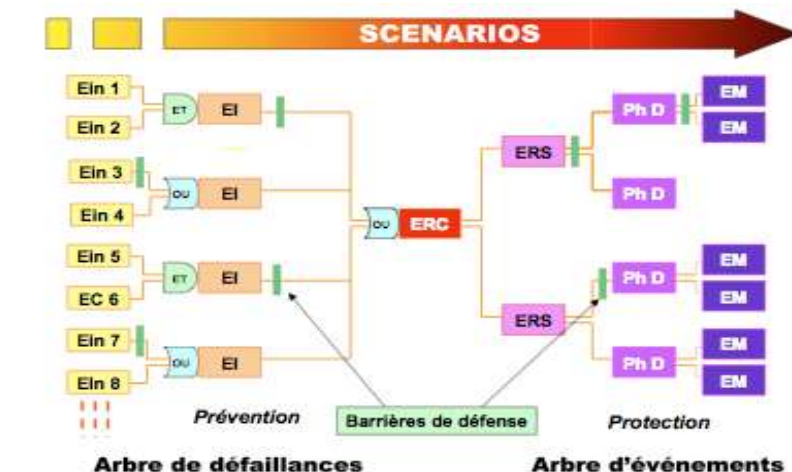 SCENARIOS
Ein 1
Ein 2
ET
EI
Ein 3
Ein 4
OU
EI
Ein 5
EC 6
ET
EI
Ein 7
Ein 8
OU
EI
OU
ERC
ERS
Ph D
EM
EM
Ph D
ERS
Ph D
EM
EM
Ph D
EM
EM
Prévention
Barrières de défense
Protection
Arbre de défaillances
Arbre d'événements